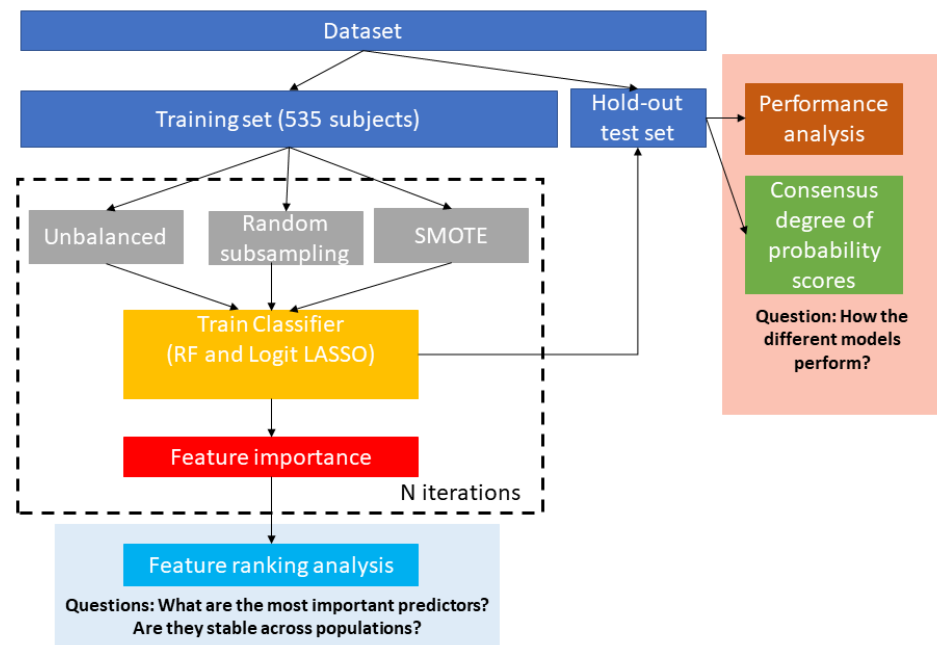 Dataset
Training set (535 subjects)
Hold-out
test set
Performance
analysis
Consensus
degree of
probability
scores
Question: How the
different models
perform?
Unbalanced
Random
subsampling
SMOTE
Train Classifier
(RF and Logit LASSO)
Feature importance
N iterations
Feature ranking analysis
Questions: What are the most important predictors?
Are they stable across populations?